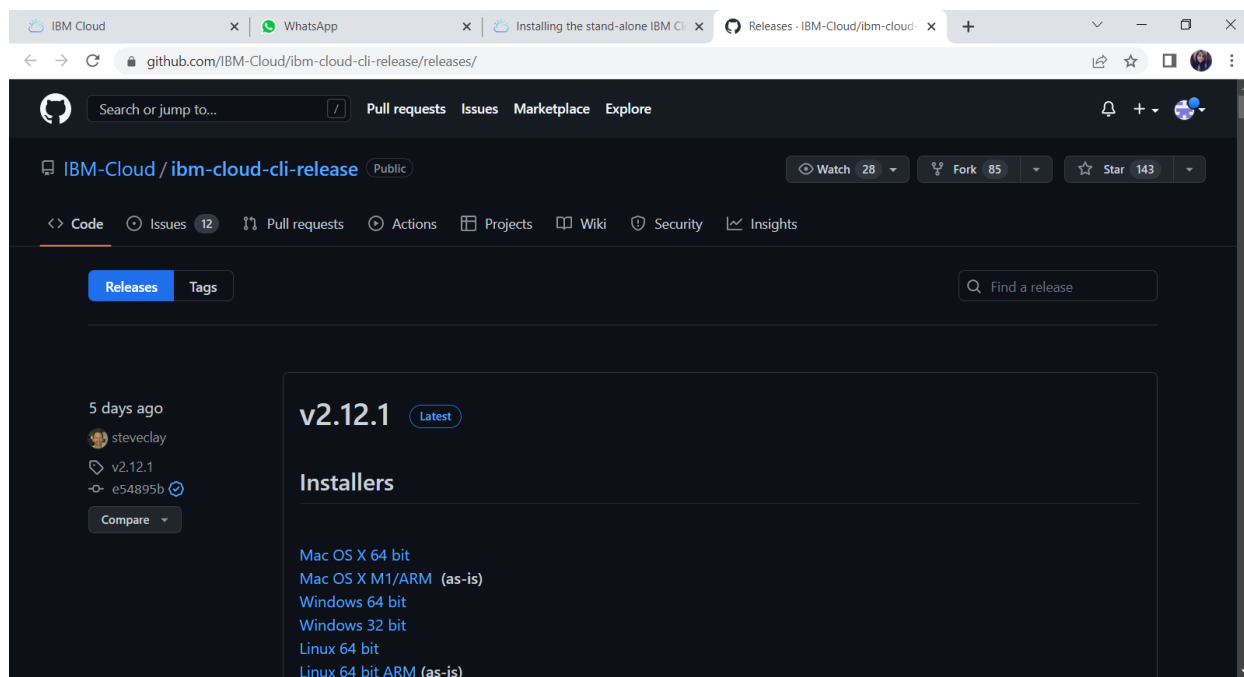 IBM Cloud
WhatsApp
Installing the stand-alone IBM Cl
Releases · IBM-Cloud/ibm-cloud-
github.com/IBM-Cloud/ibm-cloud-cli-release/releases/
Search or jump to... /
Pull requests Issues Marketplace Explore
IBM-Cloud / ibm-cloud-cli-release Public
Watch 28 Fork 85 Star 143
Code Issues 12 Pull requests Actions Projects Wiki Security Insights
Releases Tags
Find a release
5 days ago
steveclay
v2.12.1
e54895b
Compare
v2.12.1 Latest
Installers
Mac OS X 64 bit
Mac OS X M1/ARM (as-is)
Windows 64 bit
Windows 32 bit
Linux 64 bit
Linux 64 bit ARM (as-is)